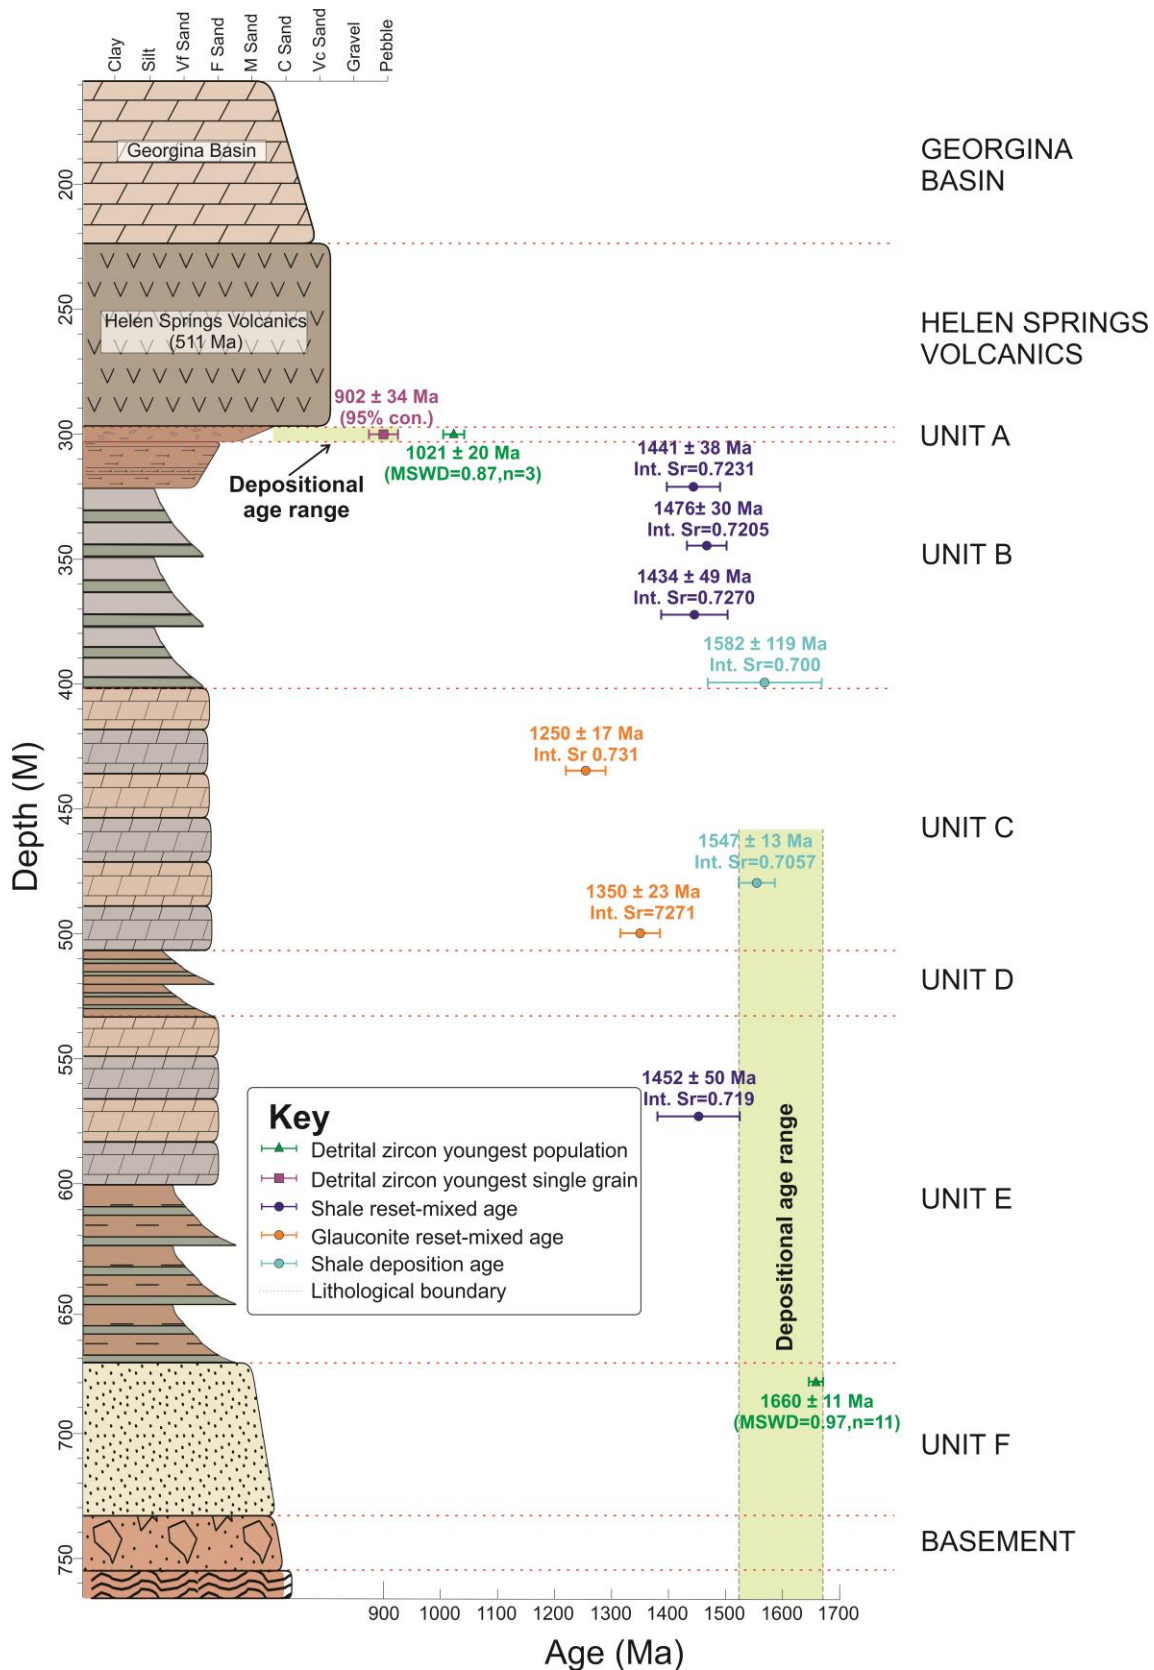 Clay
Silt
Vf Sand
F Sand
M Sand
C Sand
Vc Sand
Gravel
Pebble
Georgina Basin
GEORGINA
BASIN
200
250
Helen Springs Volcanics
(511 Ma)
HELEN SPRINGS
VOLCANICS
902 ± 34 Ma
(95% con.)
300
UNIT A
1021 ± 20 Ma
(MSWD=0.87,n=3)
Depositional
age range
1441 ± 38 Ma
Int. Sr=0.7231
1476± 30 Ma
Int. Sr=0.7205
350
UNIT B
1434 ± 49 Ma
Int. Sr=0.7270
1582 ± 119 Ma
Int. Sr=0.700
400
1250 ± 17 Ma
Int. Sr 0.731
Depth (M)
450
UNIT C
1547 ± 13 Ma
Int. Sr=0.7057
1350 ± 23 Ma
Int. Sr=7271
500
UNIT D
550
1452 ± 50 Ma
Int. Sr=0.719
Key
Detrital zircon youngest population
Detrital zircon youngest single grain
Shale reset-mixed age
Glauconite reset-mixed age
Shale deposition age
Lithological boundary
Depositional age range
600
UNIT E
650
1660 ± 11 Ma
(MSWD=0.97,n=11)
700
UNIT F
BASEMENT
750
900
1000
1100
1200
1300
1400
1500
1600
1700
Age (Ma)